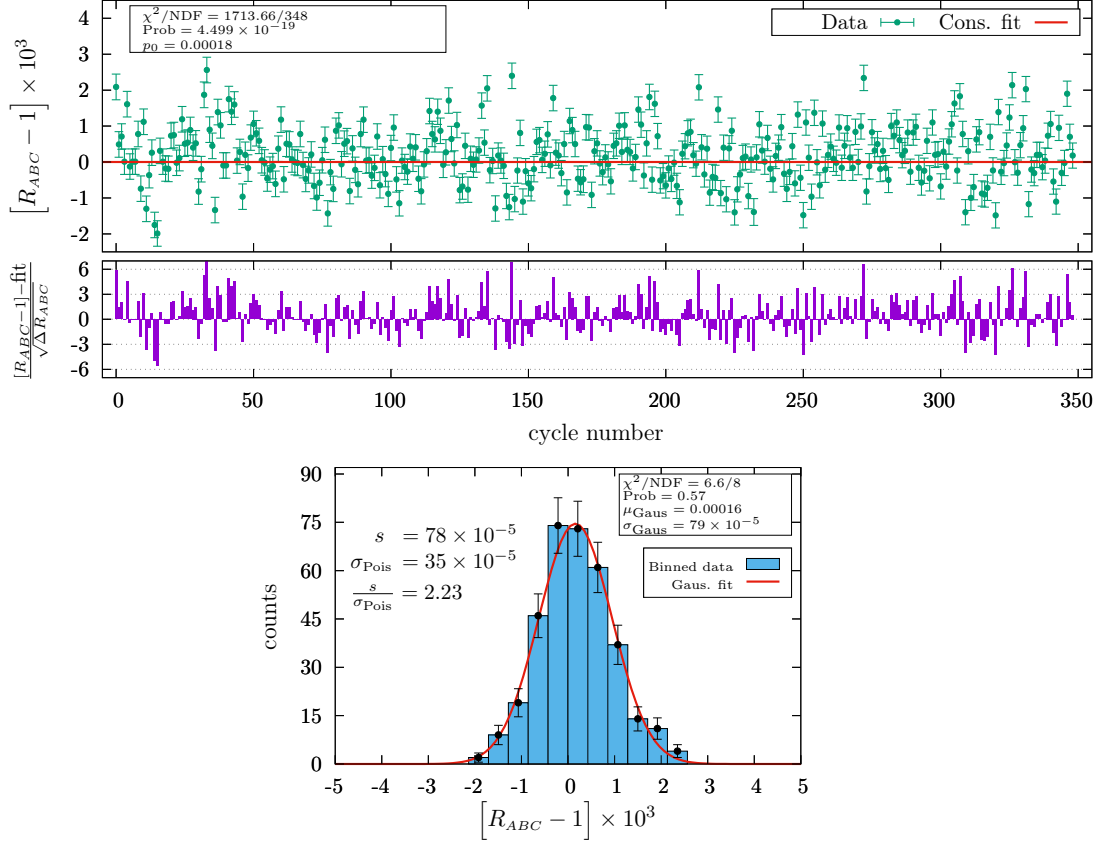 χ²/NDF = 1713.66/348
Prob = 4.499 × 10⁻¹⁹
p₀ = 0.00018
Data
Cons. fit
[R_ABC − 1] × 10³
4
3
2
1
0
-1
-2
[R_ABC−1]−fit
√ΔR_ABC
6
3
0
-3
-6
0 50 100 150 200 250 300 350
cycle number
s = 78 × 10⁻⁵
σ_Pois = 35 × 10⁻⁵
s/σ_Pois = 2.23
χ²/NDF = 6.6/8
Prob = 0.57
μ_Gaus = 0.00016
σ_Gaus = 79 × 10⁻⁵
Binned data
Gaus. fit
counts
90
75
60
45
30
15
0
-5 -4 -3 -2 -1 0 1 2 3 4 5
[R_ABC − 1] × 10³